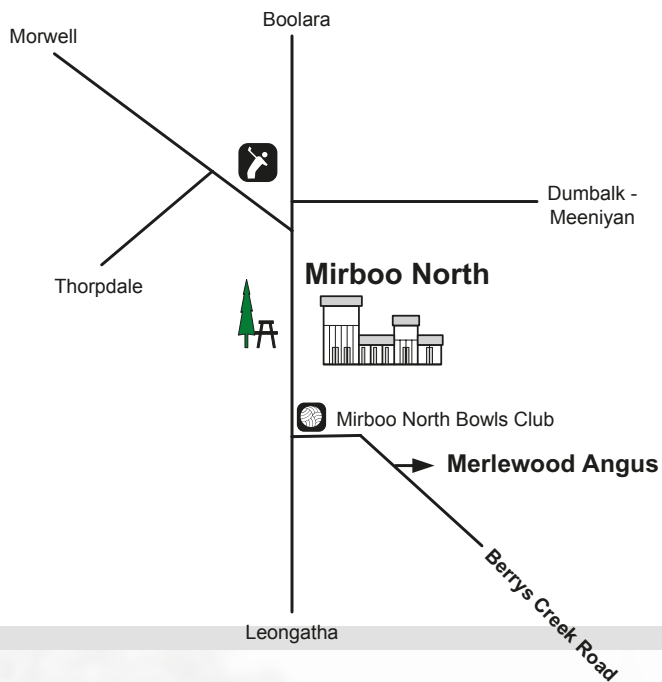 Boolara
Morwell
Dumbalk -
Meeniyan
Mirboo North
Thorpdale
Mirboo North Bowls Club
Merlewood Angus
Berrys Creek Road
Leongatha